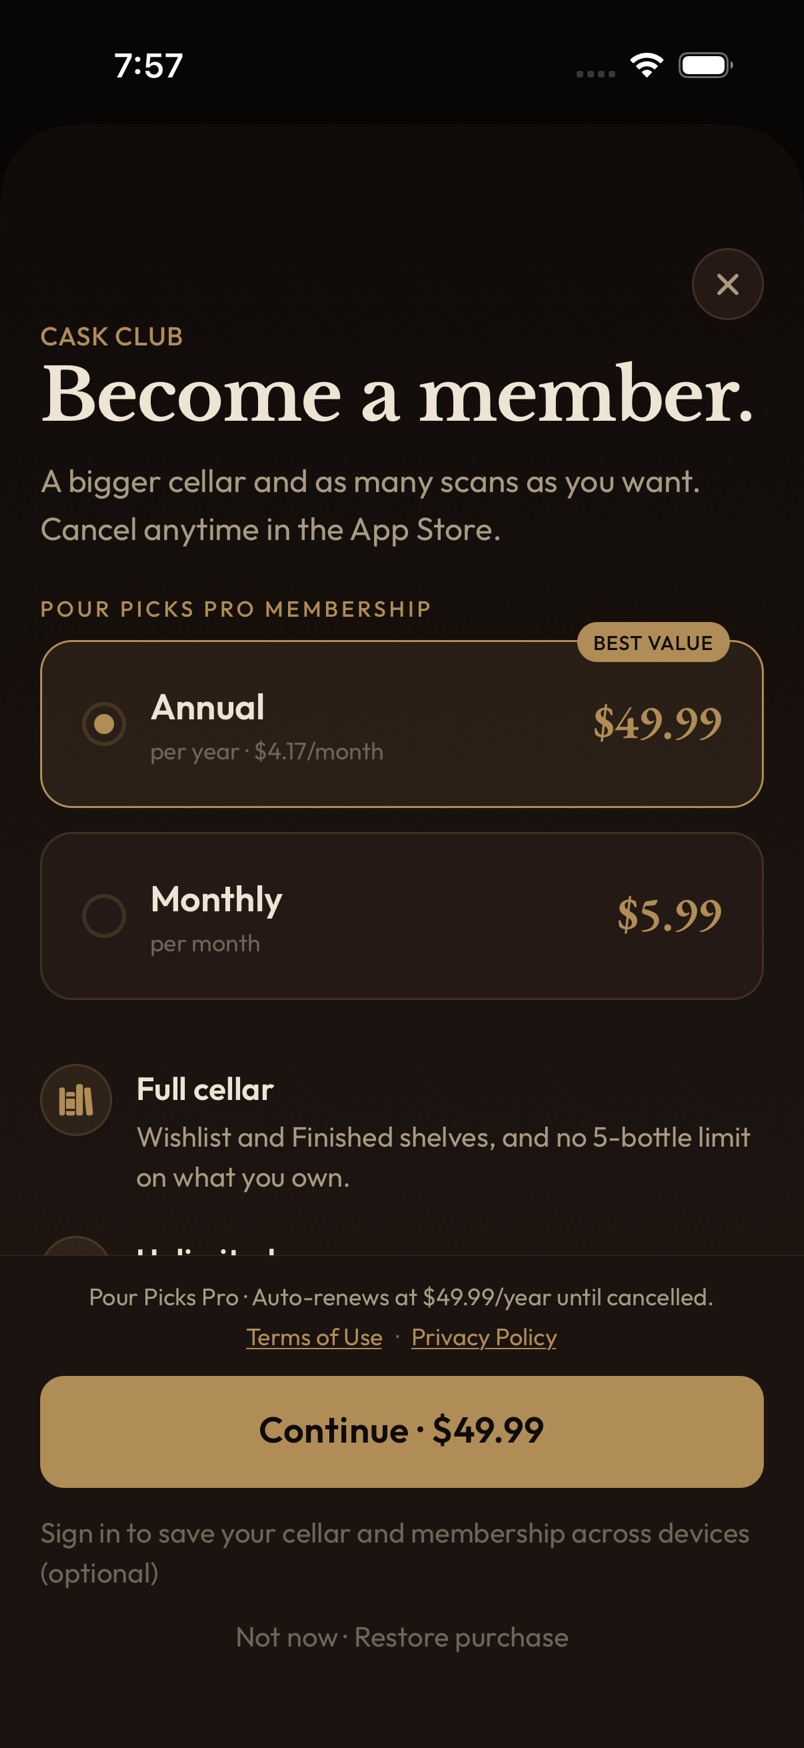 7:57
CASK CLUB
Become a member.
A bigger cellar and as many scans as you want.
Cancel anytime in the App Store.
POUR PICKS PRO MEMBERSHIP
BEST VALUE
Annual
$49.99
per year · $4.17/month
Monthly
$5.99
per month
Full cellar
Wishlist and Finished shelves, and no 5-bottle limit
on what you own.
Pour Picks Pro · Auto-renews at $49.99/year until cancelled.
Terms of Use · Privacy Policy
Continue · $49.99
Sign in to save your cellar and membership across devices
(optional)
Not now · Restore purchase